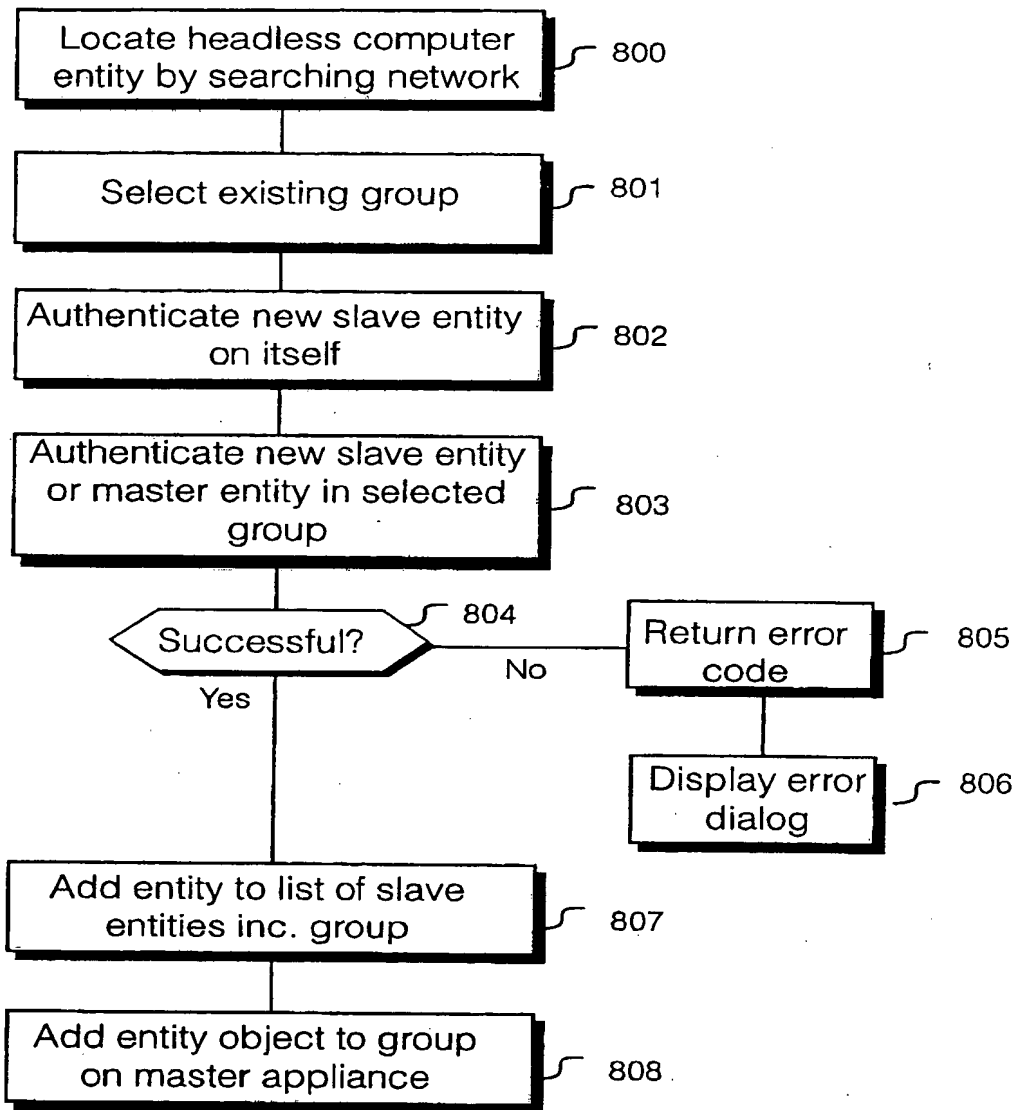 Locate headless computer
entity by searching network
800
Select existing group
801
Authenticate new slave entity
on itself
802
Authenticate new slave entity
or master entity in selected
group
803
Successful?
804
No
Yes
Return error
code
805
Display error
dialog
806
Add entity to list of slave
entities inc. group
807
Add entity object to group
on master appliance
808